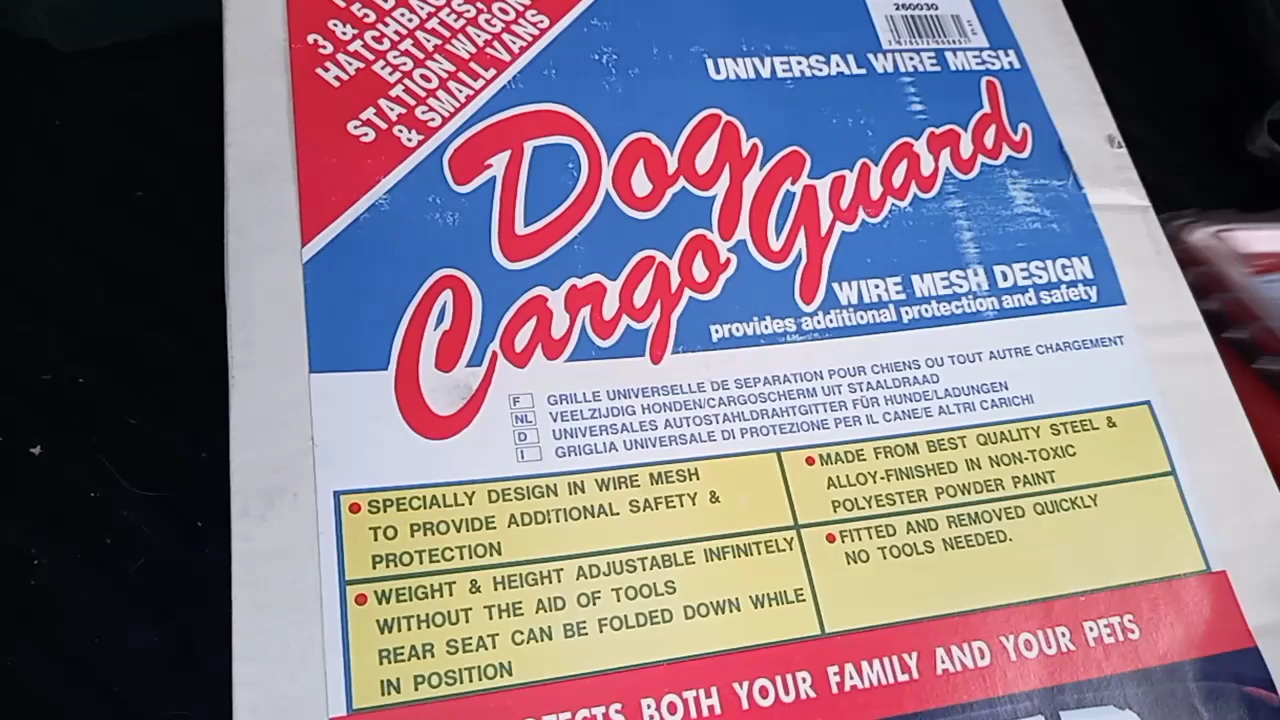 3 & 5 D
HATCHBAC
ESTATES,
STATION WAGON
& SMALL VANS
260030
UNIVERSAL WIRE MESH
Dog
Cargo Guard
WIRE MESH DESIGN
provides additional protection and safety
F GRILLE UNIVERSELLE DE SEPARATION POUR CHIENS OU TOUT AUTRE CHARGEMENT
NL VEELZIJDIG HONDEN/CARGOSCHERM UIT STAALDRAAD
D UNIVERSALES AUTOSTAHLDRAHTGITTER FÜR HUNDE/LADUNGEN
I GRIGLIA UNIVERSALE DI PROTEZIONE PER IL CANE/E ALTRI CARICHI
SPECIALLY DESIGN IN WIRE MESH
TO PROVIDE ADDITIONAL SAFETY &
PROTECTION
WEIGHT & HEIGHT ADJUSTABLE INFINITELY
WITHOUT THE AID OF TOOLS
REAR SEAT CAN BE FOLDED DOWN WHILE
IN POSITION
MADE FROM BEST QUALITY STEEL &
ALLOY-FINISHED IN NON-TOXIC
POLYESTER POWDER PAINT
FITTED AND REMOVED QUICKLY
NO TOOLS NEEDED.
OTECTS BOTH YOUR FAMILY AND YOUR PETS